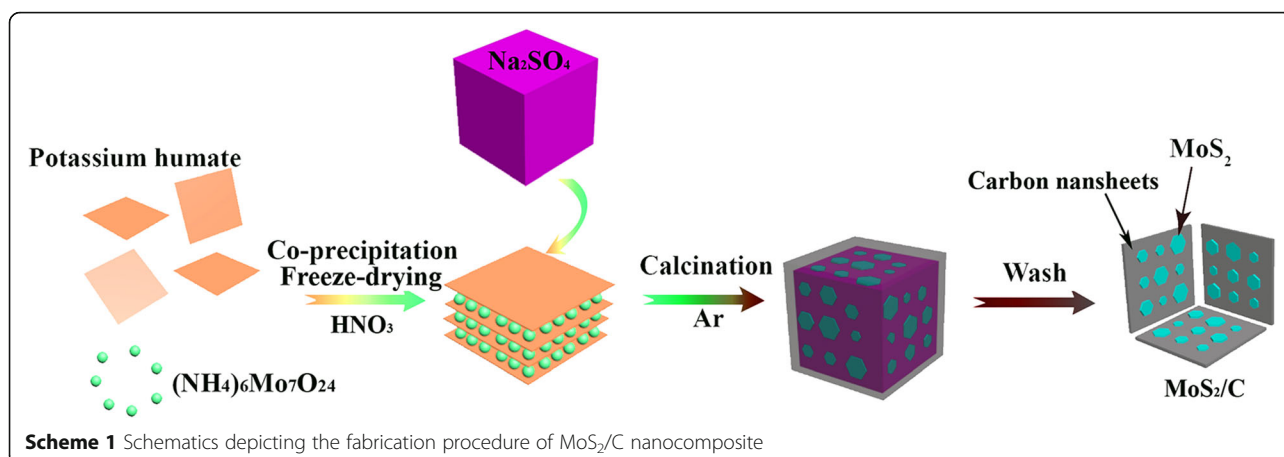 Na₂SO₄
Potassium humate
Co-precipitation
Freeze-drying
HNO₃
(NH₄)₆Mo₇O₂₄
Calcination
Ar
Wash
MoS₂
Carbon nansheets
MoS₂/C
Scheme 1 Schematics depicting the fabrication procedure of MoS₂/C nanocomposite